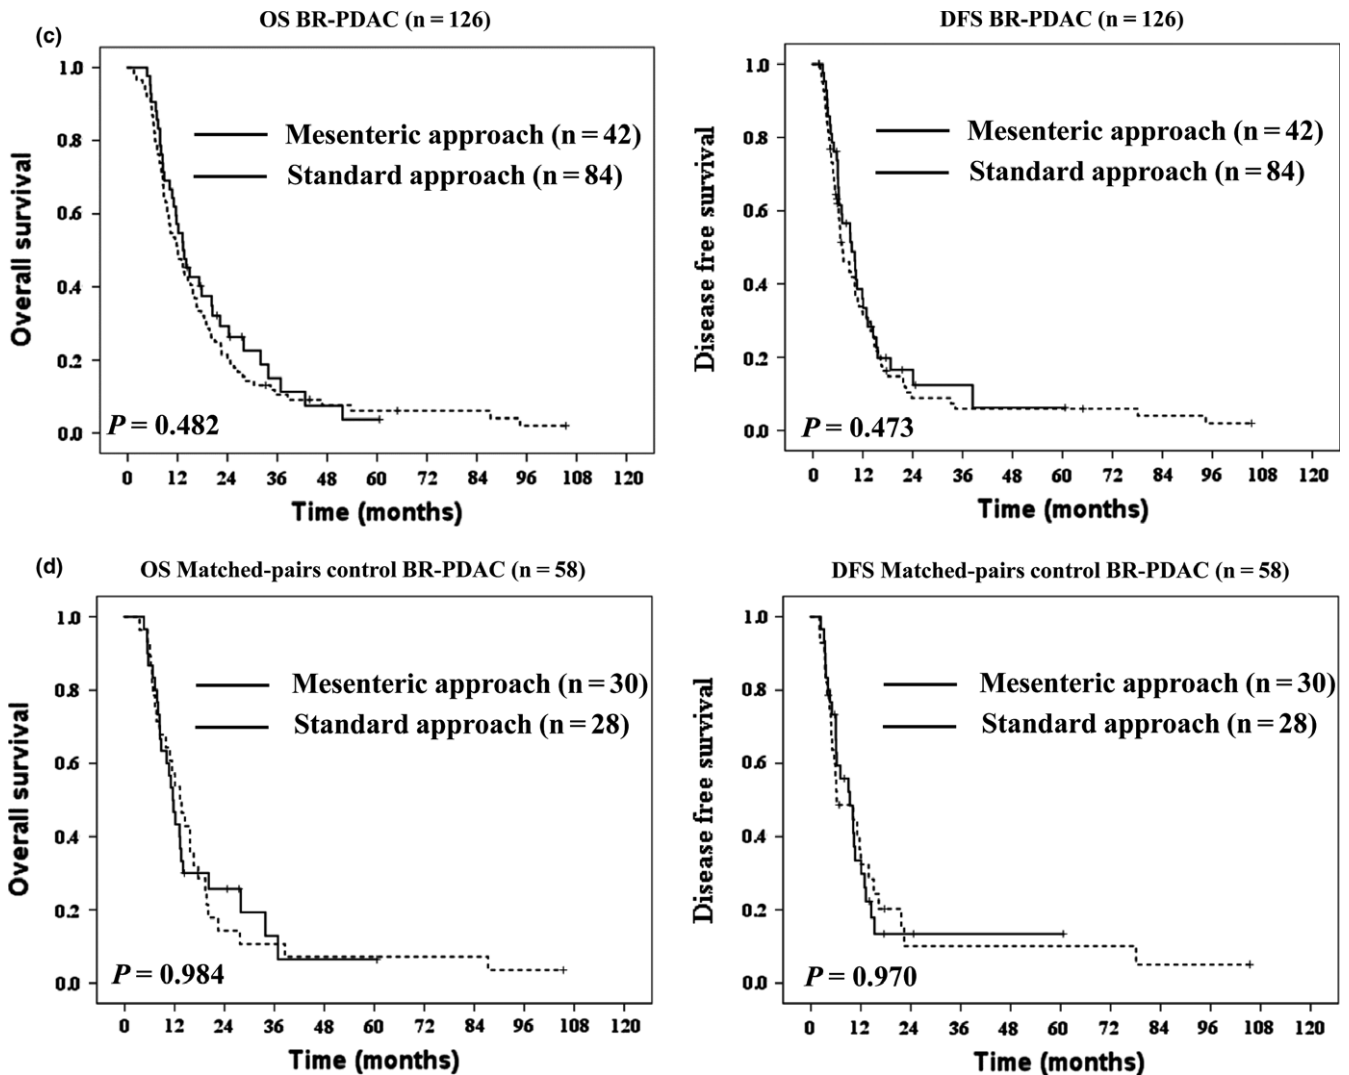 (c)
OS BR-PDAC (n = 126)
Overall survival
1.0
0.8
0.6
0.4
0.2
0.0
Mesenteric approach (n = 42)
Standard approach (n = 84)
P = 0.482
0 12 24 36 48 60 72 84 96 108 120
Time (months)
DFS BR-PDAC (n = 126)
Disease free survival
1.0
0.8
0.6
0.4
0.2
0.0
Mesenteric approach (n = 42)
Standard approach (n = 84)
P = 0.473
0 12 24 36 48 60 72 84 96 108 120
Time (months)
(d)
OS Matched-pairs control BR-PDAC (n = 58)
Overall survival
1.0
0.8
0.6
0.4
0.2
0.0
Mesenteric approach (n = 30)
Standard approach (n = 28)
P = 0.984
0 12 24 36 48 60 72 84 96 108 120
Time (months)
DFS Matched-pairs control BR-PDAC (n = 58)
Disease free survival
1.0
0.8
0.6
0.4
0.2
0.0
Mesenteric approach (n = 30)
Standard approach (n = 28)
P = 0.970
0 12 24 36 48 60 72 84 96 108 120
Time (months)